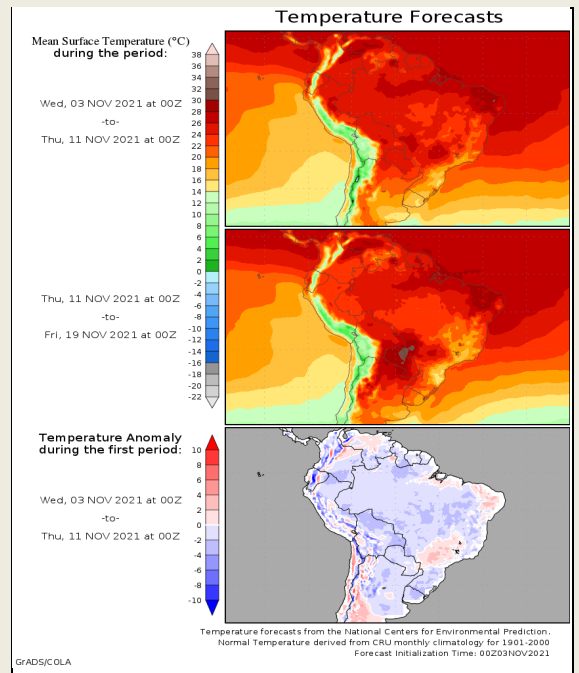 Temperature Forecasts
Mean Surface Temperature (°C)
during the period:
Wed, 03 NOV 2021 at 00Z
-to-
Thu, 11 NOV 2021 at 00Z
38
36
34
32
30
28
26
24
22
20
18
16
14
12
10
8
6
4
2
0
-2
-4
-6
-8
-10
-12
-14
-16
-18
-20
-22
Thu, 11 NOV 2021 at 00Z
-to-
Fri, 19 NOV 2021 at 00Z
Temperature Anomaly
during the first period:
Wed, 03 NOV 2021 at 00Z
-to-
Thu, 11 NOV 2021 at 00Z
10
8
6
4
2
0
-2
-4
-6
-8
-10
Temperature forecasts from the National Centers for Environmental Prediction.
Normal Temperature derived from CRU monthly climatology for 1901-2000
Forecast Initialization Time: 00Z03NOV2021
GrADS/COLA